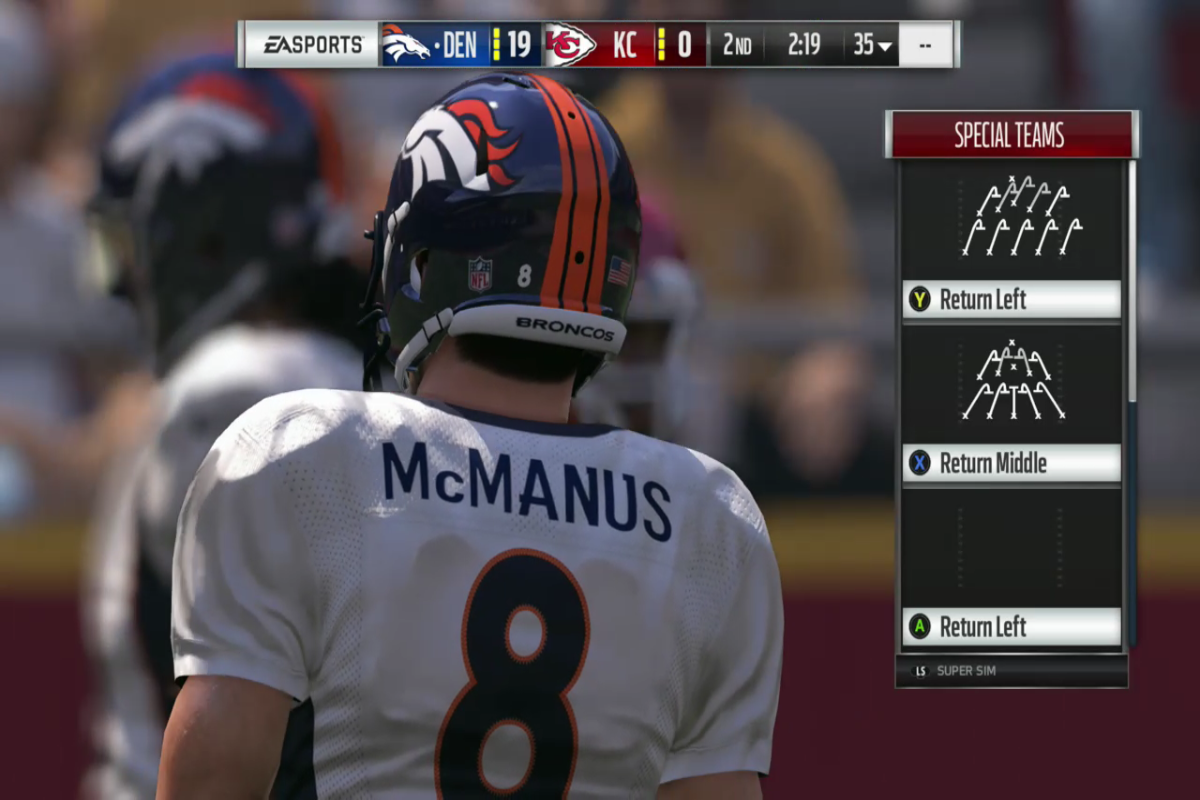 EA SPORTS DEN 19 KC 0 2ND 2:19 35 --
SPECIAL TEAMS
Y Return Left
X Return Middle
A Return Left
LS SUPER SIM
NFL 8
BRONCOS
McMANUS
8